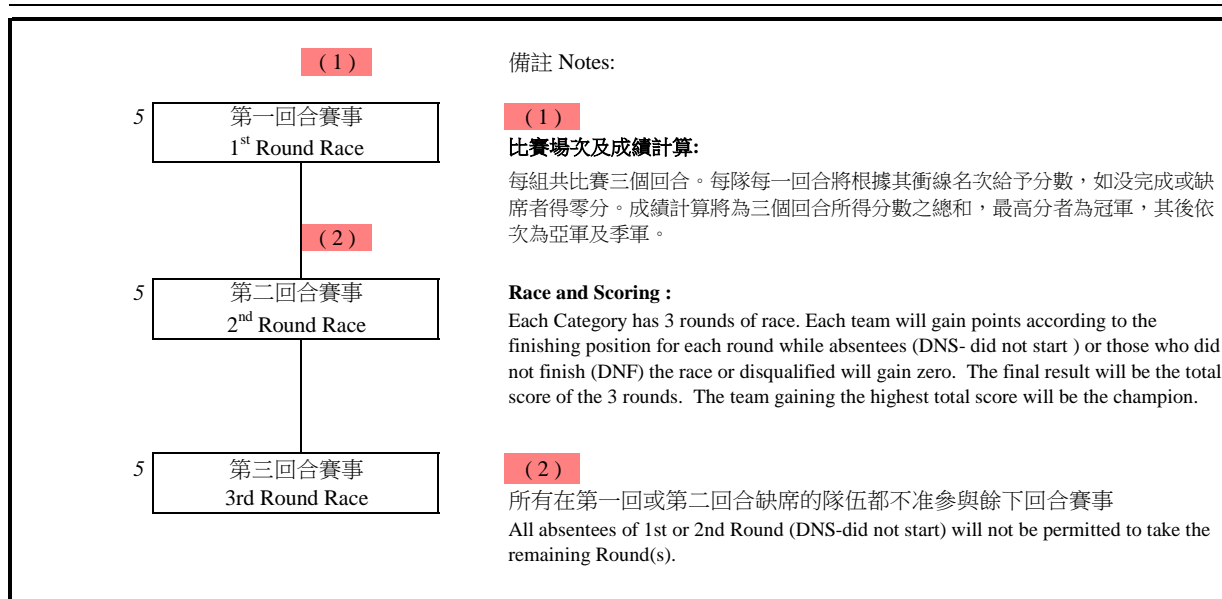 ( 1 )
5 第一回合賽事
1st Round Race
( 2 )
5 第二回合賽事
2nd Round Race
5 第三回合賽事
3rd Round Race
備註 Notes:
( 1 )
比賽場次及成績計算:
每組共比賽三個回合。每隊每一回合將根據其衝線名次給予分數，如没完成或缺
席者得零分。成績計算將為三個回合所得分數之總和，最高分者為冠軍，其後依
次為亞軍及季軍。
Race and Scoring :
Each Category has 3 rounds of race. Each team will gain points according to the
finishing position for each round while absentees (DNS- did not start ) or those who did
not finish (DNF) the race or disqualified will gain zero. The final result will be the total
score of the 3 rounds. The team gaining the highest total score will be the champion.
( 2 )
所有在第一回或第二回合缺席的隊伍都不准參與餘下回合賽事
All absentees of 1st or 2nd Round (DNS-did not start) will not be permitted to take the
remaining Round(s).